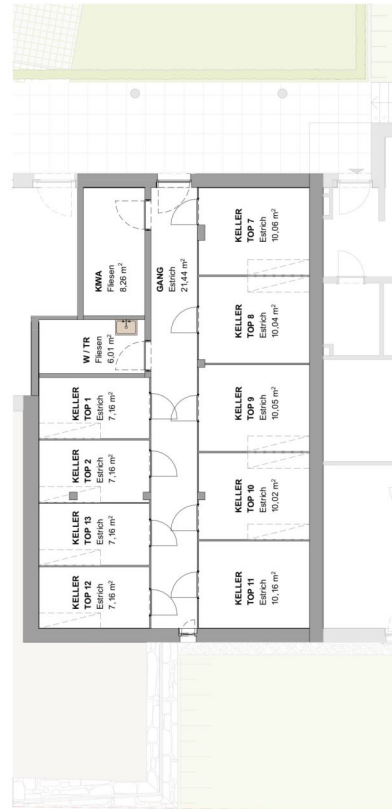 KIWA
Fliesen
8,26 m²
GANG
Estrich
21,44 m²
KELLER
TOP 7
Estrich
10,06 m²
W / TR
Fliesen
6,01 m²
KELLER
TOP 8
Estrich
10,04 m²
KELLER
TOP 1
Estrich
7,16 m²
KELLER
TOP 9
Estrich
10,05 m²
KELLER
TOP 2
Estrich
7,16 m²
KELLER
TOP 10
Estrich
10,02 m²
KELLER
TOP 13
Estrich
7,16 m²
KELLER
TOP 12
Estrich
7,16 m²
KELLER
TOP 11
Estrich
10,16 m²